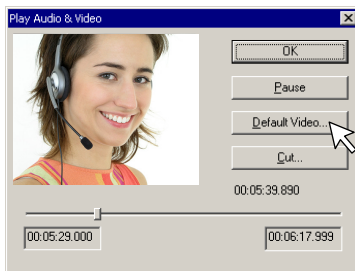 Play Audio & Video
OK
Pause
Default Video...
Cut...
00:05:39.890
00:05:29.000
00:06:17.999